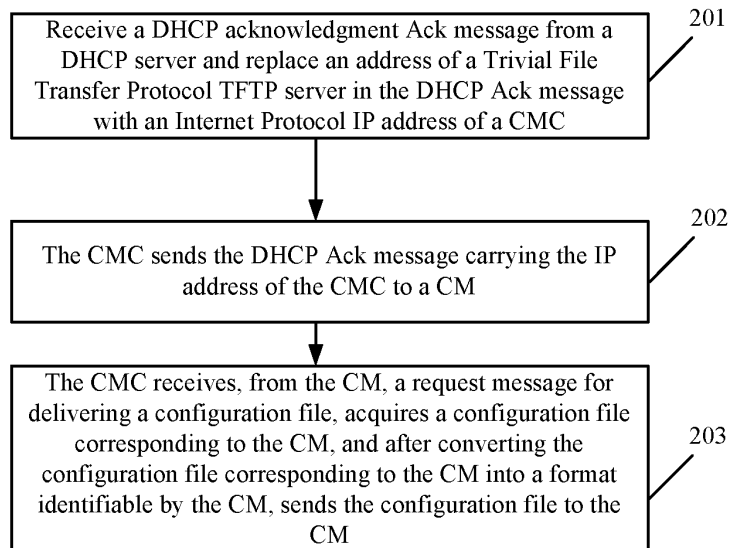 201
Receive a DHCP acknowledgment Ack message from a
DHCP server and replace an address of a Trivial File
Transfer Protocol TFTP server in the DHCP Ack message
with an Internet Protocol IP address of a CMC
202
The CMC sends the DHCP Ack message carrying the IP
address of the CMC to a CM
203
The CMC receives, from the CM, a request message for
delivering a configuration file, acquires a configuration file
corresponding to the CM, and after converting the
configuration file corresponding to the CM into a format
identifiable by the CM, sends the configuration file to the
CM